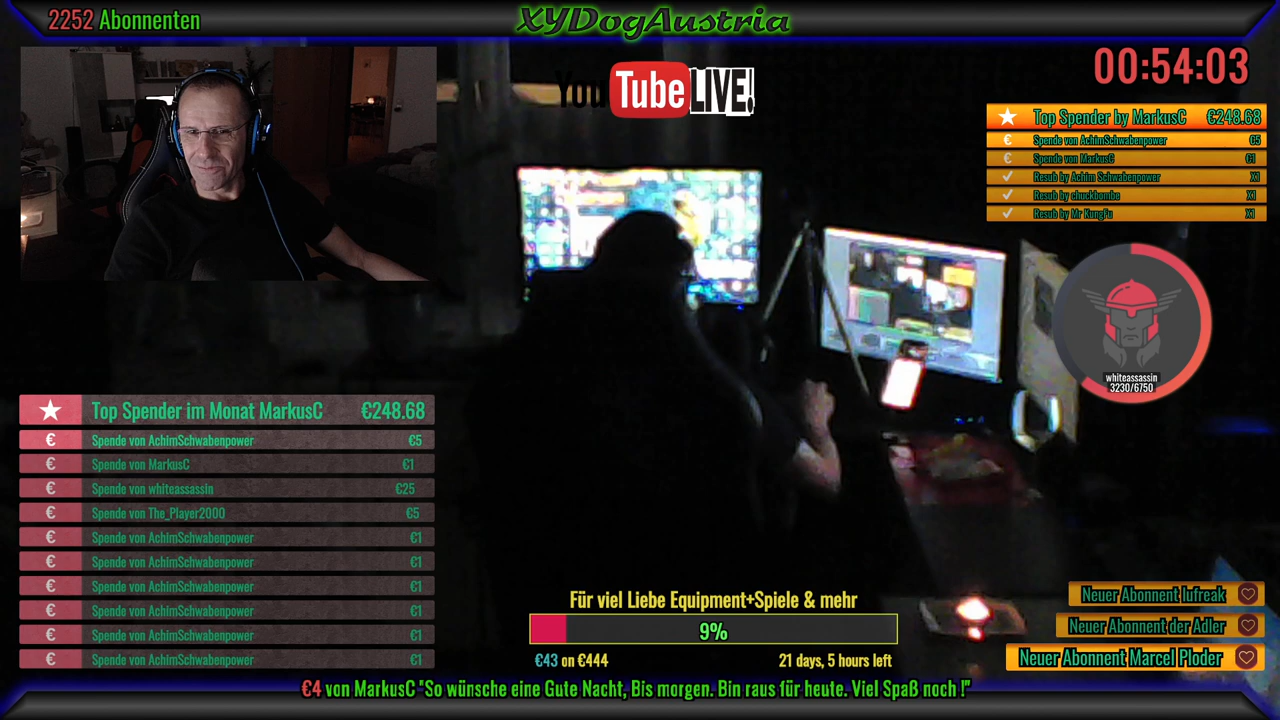 2252 Abonnenten
XYDogAustria
YouTube LIVE!
00:54:03
Top Spender by MarkusC €248.68
Spende von AchimSchwabenpower €5
Spende von MarkusC €1
Resub by Achim Schwabenpower X1
Resub by chuckbombe X1
Resub by Mr KungFu X1
whiteassassin
3230/6750
Top Spender im Monat MarkusC €248.68
Spende von AchimSchwabenpower €5
Spende von MarkusC €1
Spende von whiteassassin €25
Spende von The_Player2000 €5
Spende von AchimSchwabenpower €1
Spende von AchimSchwabenpower €1
Spende von AchimSchwabenpower €1
Spende von AchimSchwabenpower €1
Spende von AchimSchwabenpower €1
Spende von AchimSchwabenpower €1
Für viel Liebe Equipment+Spiele & mehr
9%
€43 on €444 21 days, 5 hours left
Neuer Abonnent lufreak
Neuer Abonnent der Adler
Neuer Abonnent Marcel Ploder
€4 von MarkusC "So wünsche eine Gute Nacht, Bis morgen. Bin raus für heute. Viel Spaß noch !"